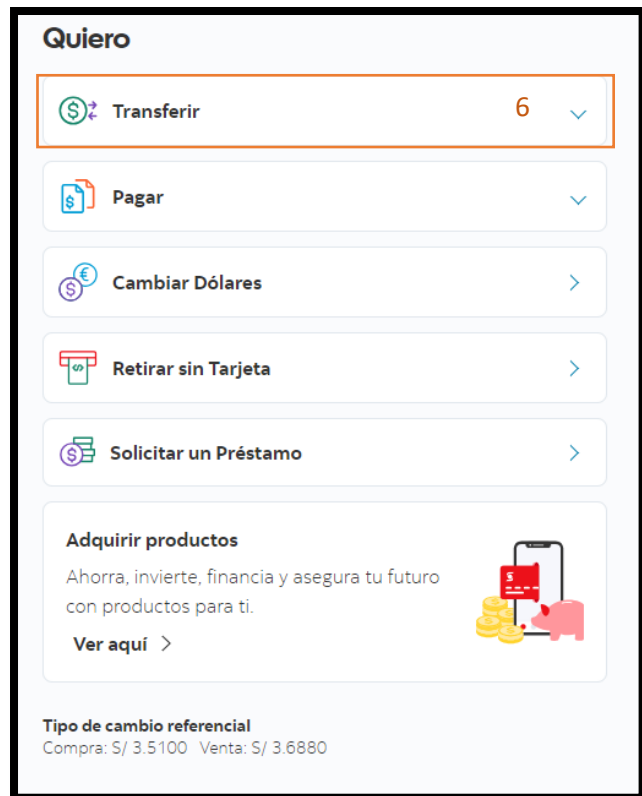 Quiero
Transferir 6
Pagar
Cambiar Dólares
Retirar sin Tarjeta
Solicitar un Préstamo
Adquirir productos
Ahorra, invierte, financia y asegura tu futuro
con productos para ti.
Ver aquí
Tipo de cambio referencial
Compra: S/ 3.5100 Venta: S/ 3.6880